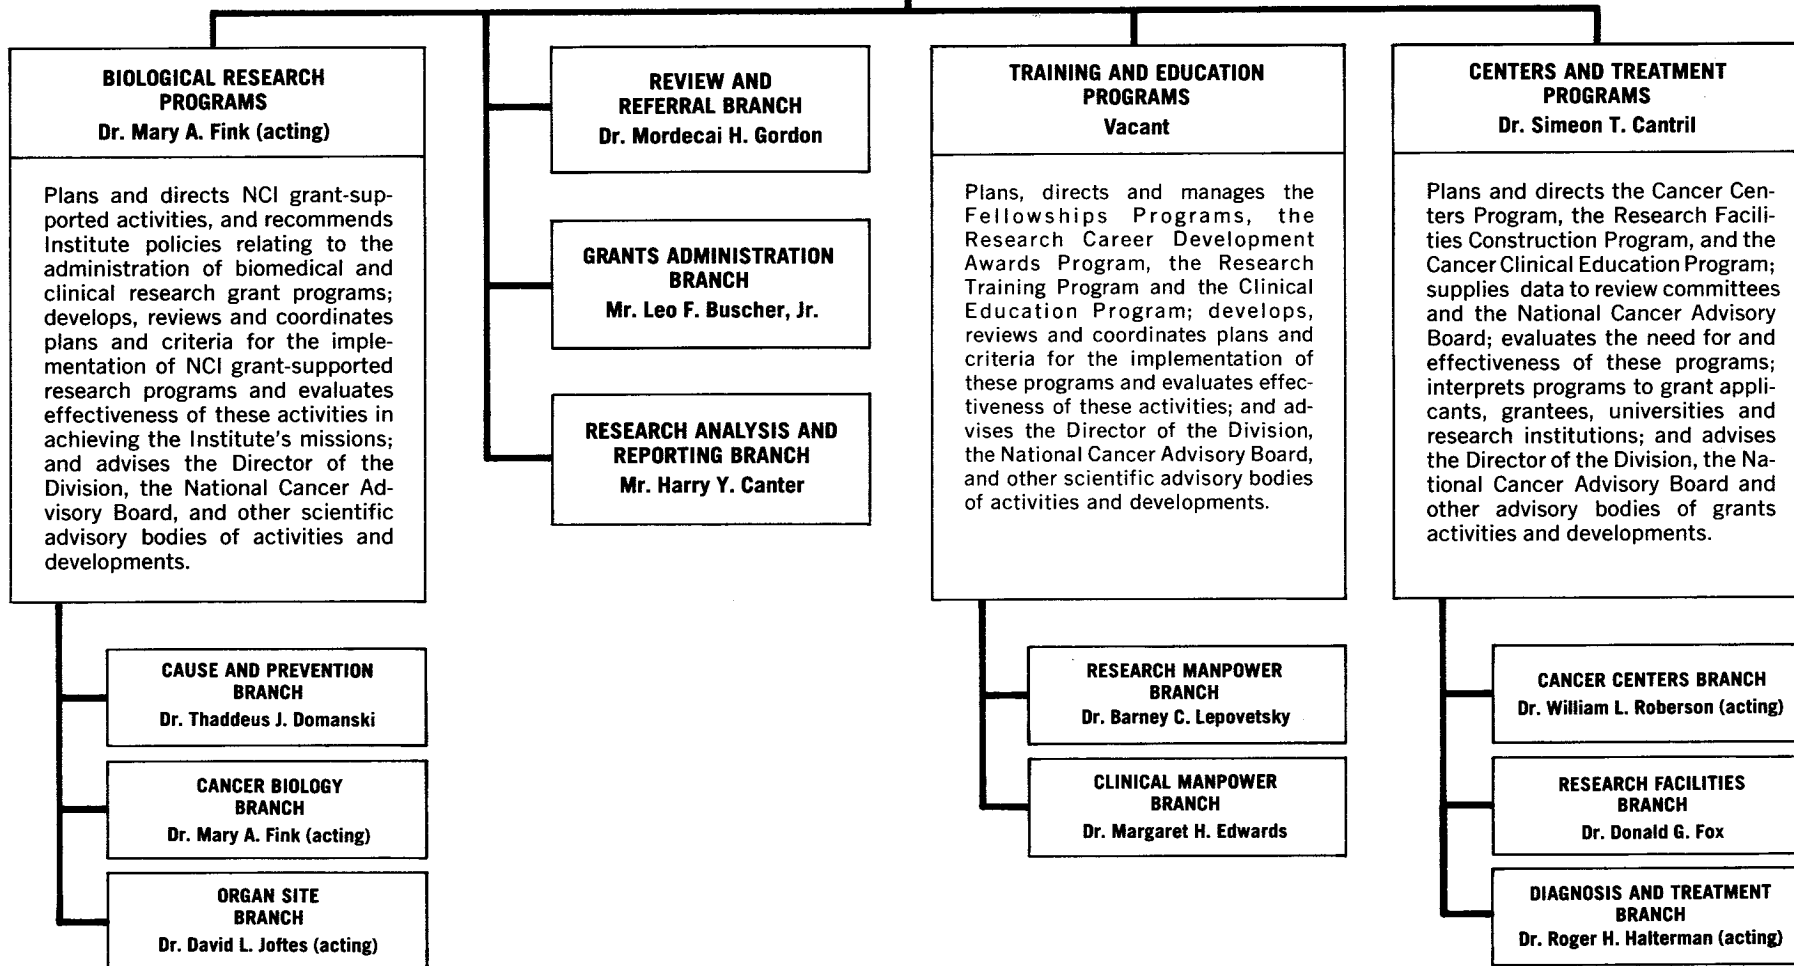 BIOLOGICAL RESEARCH
PROGRAMS
Dr. Mary A. Fink (acting)
Plans and directs NCI grant-sup-
ported activities, and recommends
Institute policies relating to the
administration of biomedical and
clinical research grant programs;
develops, reviews and coordinates
plans and criteria for the imple-
mentation of NCI grant-supported
research programs and evaluates
effectiveness of these activities in
achieving the Institute's missions;
and advises the Director of the
Division, the National Cancer Ad-
visory Board, and other scientific
advisory bodies of activities and
developments.
CAUSE AND PREVENTION
BRANCH
Dr. Thaddeus J. Domanski
CANCER BIOLOGY
BRANCH
Dr. Mary A. Fink (acting)
ORGAN SITE
BRANCH
Dr. David L. Joftes (acting)
REVIEW AND
REFERRAL BRANCH
Dr. Mordecai H. Gordon
GRANTS ADMINISTRATION
BRANCH
Mr. Leo F. Buscher, Jr.
RESEARCH ANALYSIS AND
REPORTING BRANCH
Mr. Harry Y. Canter
TRAINING AND EDUCATION
PROGRAMS
Vacant
Plans, directs and manages the
Fellowships Programs, the
Research Career Development
Awards Program, the Research
Training Program and the Clinical
Education Program; develops,
reviews and coordinates plans and
criteria for the implementation of
these programs and evaluates effec-
tiveness of these activities; and ad-
vises the Director of the Division,
the National Cancer Advisory Board,
and other scientific advisory bodies
of activities and developments.
RESEARCH MANPOWER
BRANCH
Dr. Barney C. Lepovetsky
CLINICAL MANPOWER
BRANCH
Dr. Margaret H. Edwards
CENTERS AND TREATMENT
PROGRAMS
Dr. Simeon T. Cantril
Plans and directs the Cancer Cen-
ters Program, the Research Facili-
ties Construction Program, and the
Cancer Clinical Education Program;
supplies data to review committees
and the National Cancer Advisory
Board; evaluates the need for and
effectiveness of these programs;
interprets programs to grant appli-
cants, grantees, universities and
research institutions; and advises
the Director of the Division, the Na-
tional Cancer Advisory Board and
other advisory bodies of grants
activities and developments.
CANCER CENTERS BRANCH
Dr. William L. Roberson (acting)
RESEARCH FACILITIES
BRANCH
Dr. Donald G. Fox
DIAGNOSIS AND TREATMENT
BRANCH
Dr. Roger H. Halterman (acting)